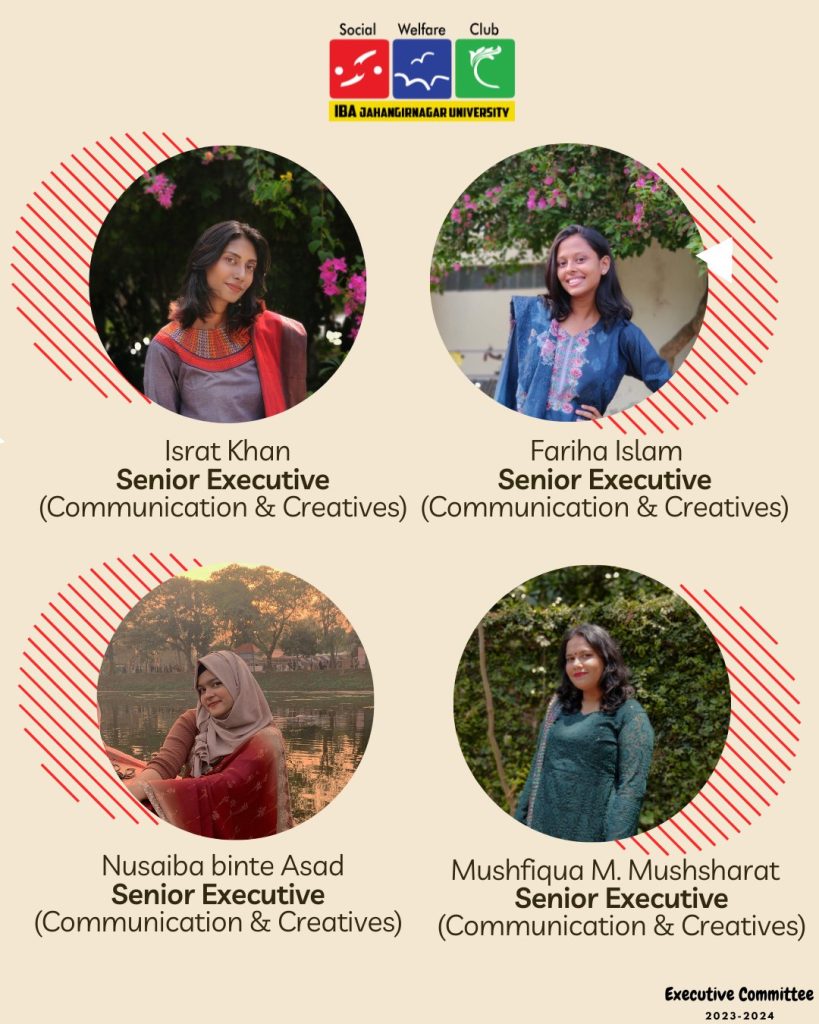 Social Welfare Club
IBA JAHANGIRNAGAR UNIVERSITY
Israt Khan
Senior Executive
(Communication & Creatives)
Fariha Islam
Senior Executive
(Communication & Creatives)
Nusaiba binte Asad
Senior Executive
(Communication & Creatives)
Mushfiqua M. Mushsharat
Senior Executive
(Communication & Creatives)
Executive Committee
2023-2024